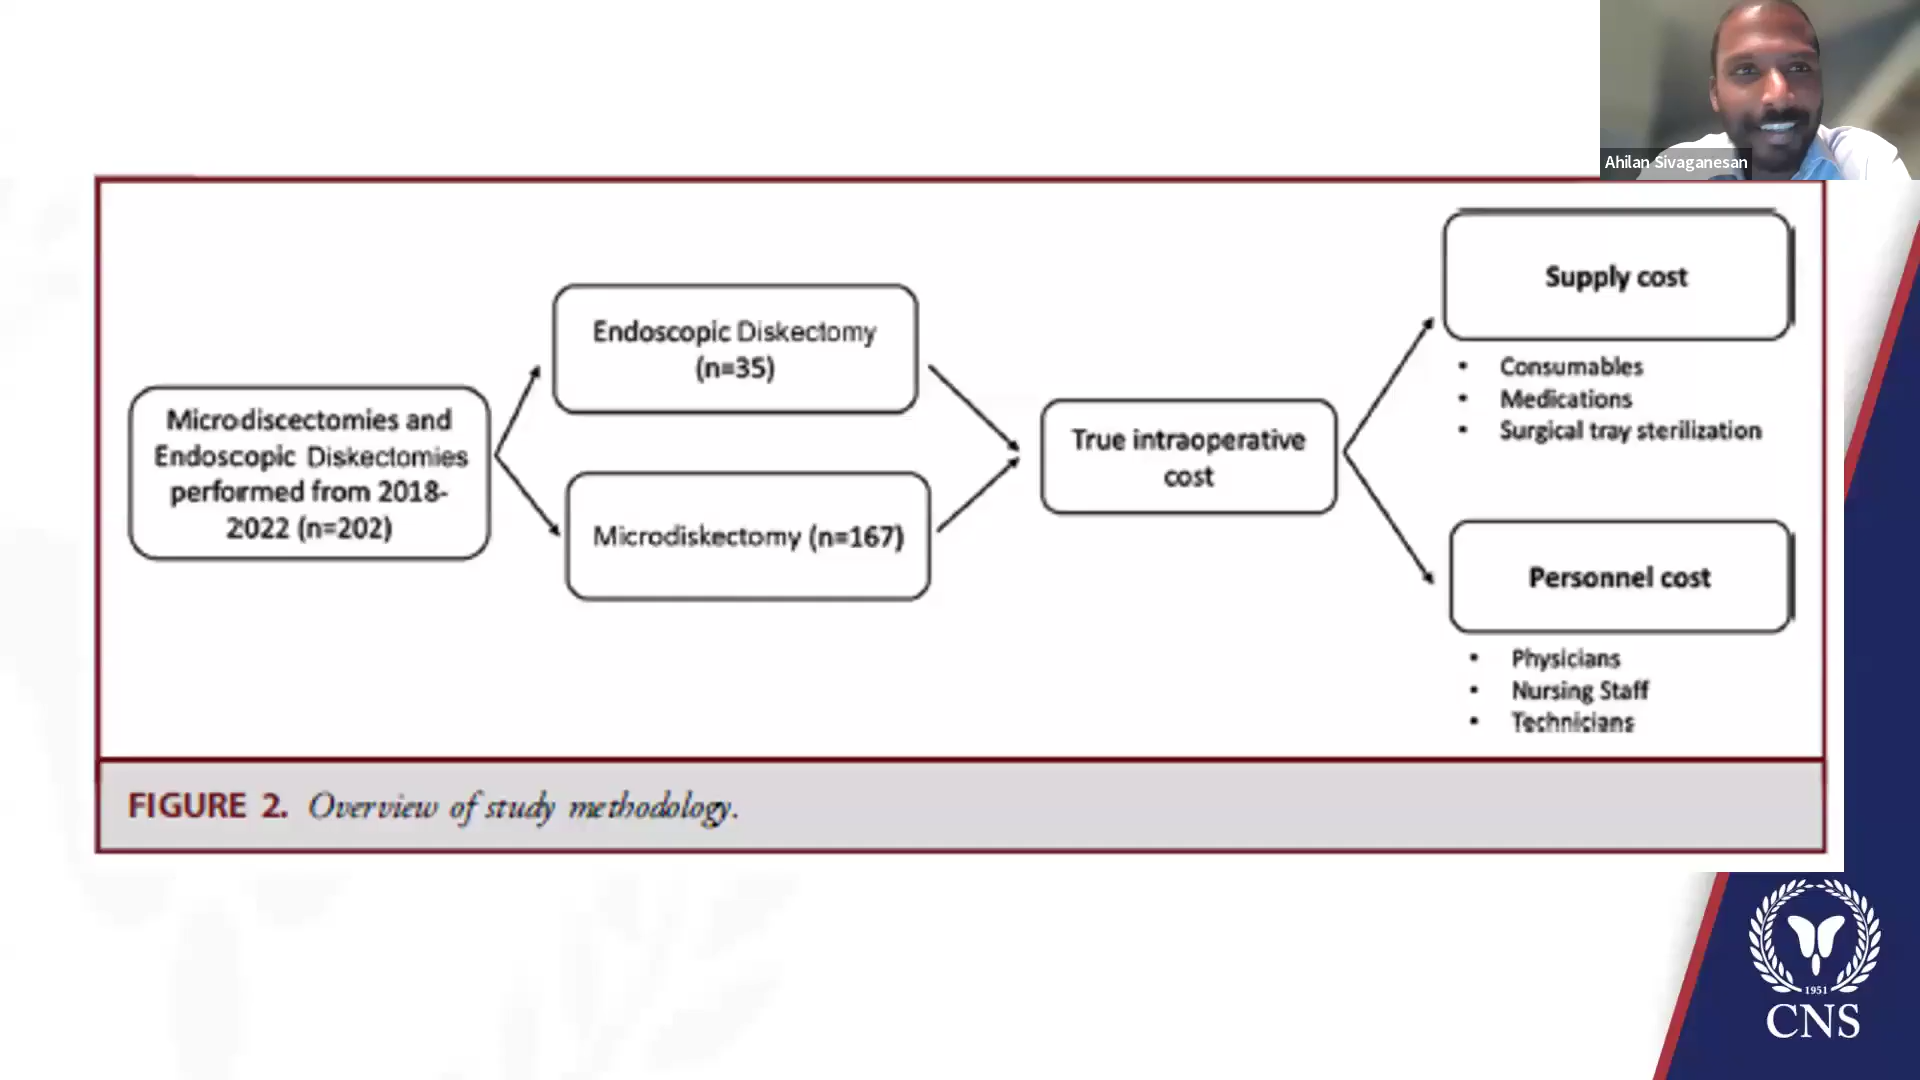 Ahilan Sivaganesan
Microdiscectomies and
Endoscopic Diskectomies
performed from 2018-
2022 (n=202)
Endoscopic Diskectomy
(n=35)
Microdiskectomy (n=167)
True intraoperative
cost
Supply cost
• Consumables
• Medications
• Surgical tray sterilization
Personnel cost
• Physicians
• Nursing Staff
• Technicians
FIGURE 2. Overview of study methodology.
1951
CNS